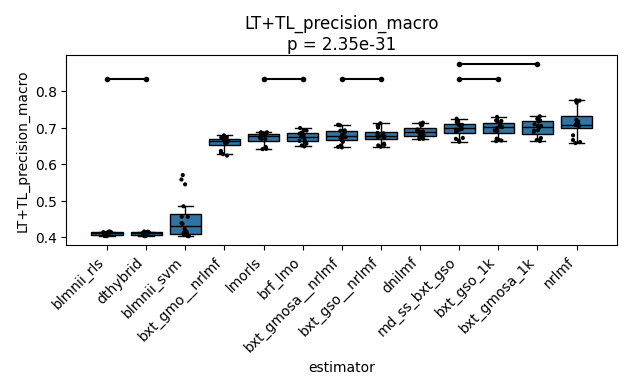 LT+TL_precision_macro
p = 2.35e-31
LT+TL_precision_macro
0.8
0.7
0.6
0.5
0.4
blmnii_rls
dthybrid
blmnii_svm
bxt_gmo__nrlmf
lmorls
brf_lmo
bxt_gmosa__nrlmf
bxt_gso__nrlmf
dnilmf
md_ss_bxt_gso
bxt_gso_1k
bxt_gmosa_1k
nrlmf
estimator